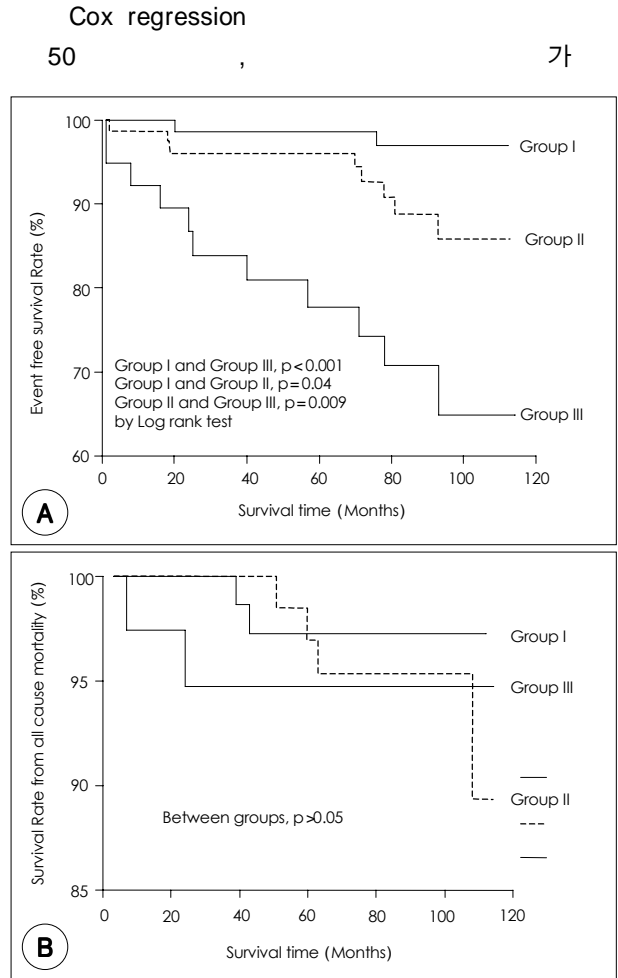 Cox regression
50 , 가
100
90
80
70
60
Event free survival Rate (%)
Group I
Group II
Group III
Group I and Group III, p<0.001
Group I and Group II, p=0.04
Group II and Group III, p=0.009
by Log rank test
0 20 40 60 80 100 120
Survival time (Months)
A
100
95
90
85
Survival Rate from all cause mortality (%)
Group I
Group III
Group II
Between groups, p>0.05
0 20 40 60 80 100 120
Survival time (Months)
B